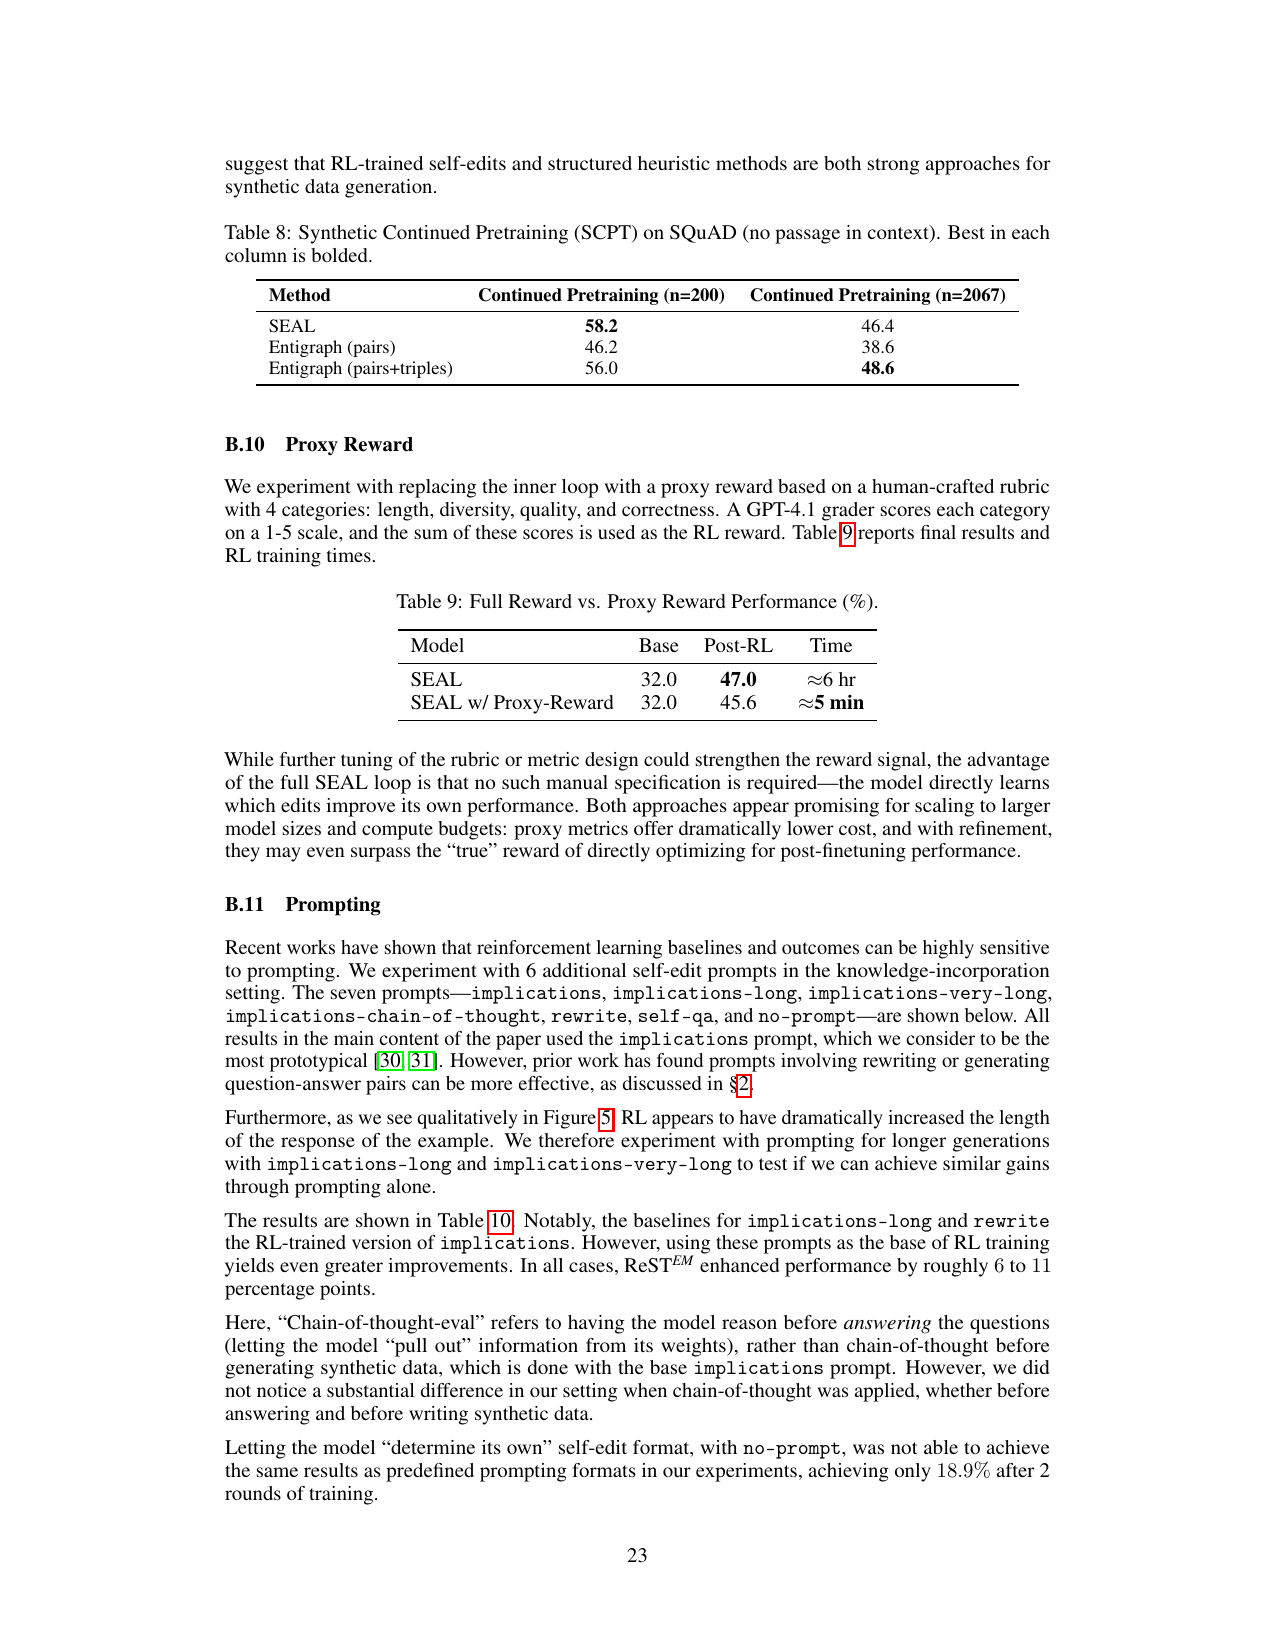 suggest that RL-trained self-edits and structured heuristic methods are both strong approaches for
synthetic data generation.
Table 8: Synthetic Continued Pretraining (SCPT) on SQuAD (no passage in context). Best in each
column is bolded.
Method Continued Pretraining (n=200) Continued Pretraining (n=2067)
SEAL 58.2 46.4
Entigraph (pairs) 46.2 38.6
Entigraph (pairs+triples) 56.0 48.6
B.10 Proxy Reward
We experiment with replacing the inner loop with a proxy reward based on a human-crafted rubric
with 4 categories: length, diversity, quality, and correctness. A GPT-4.1 grader scores each category
on a 1-5 scale, and the sum of these scores is used as the RL reward. Table 9 reports final results and
RL training times.
Table 9: Full Reward vs. Proxy Reward Performance (%).
Model Base Post-RL Time
SEAL 32.0 47.0 ≈6 hr
SEAL w/ Proxy-Reward 32.0 45.6 ≈5 min
While further tuning of the rubric or metric design could strengthen the reward signal, the advantage
of the full SEAL loop is that no such manual specification is required—the model directly learns
which edits improve its own performance. Both approaches appear promising for scaling to larger
model sizes and compute budgets: proxy metrics offer dramatically lower cost, and with refinement,
they may even surpass the “true” reward of directly optimizing for post-finetuning performance.
B.11 Prompting
Recent works have shown that reinforcement learning baselines and outcomes can be highly sensitive
to prompting. We experiment with 6 additional self-edit prompts in the knowledge-incorporation
setting. The seven prompts—implications, implications-long, implications-very-long,
implications-chain-of-thought, rewrite, self-qa, and no-prompt—are shown below. All
results in the main content of the paper used the implications prompt, which we consider to be the
most prototypical [30, 31]. However, prior work has found prompts involving rewriting or generating
question-answer pairs can be more effective, as discussed in §2.
Furthermore, as we see qualitatively in Figure 5, RL appears to have dramatically increased the length
of the response of the example. We therefore experiment with prompting for longer generations
with implications-long and implications-very-long to test if we can achieve similar gains
through prompting alone.
The results are shown in Table 10. Notably, the baselines for implications-long and rewrite
the RL-trained version of implications. However, using these prompts as the base of RL training
yields even greater improvements. In all cases, ReST^EM enhanced performance by roughly 6 to 11
percentage points.
Here, “Chain-of-thought-eval” refers to having the model reason before answering the questions
(letting the model “pull out” information from its weights), rather than chain-of-thought before
generating synthetic data, which is done with the base implications prompt. However, we did
not notice a substantial difference in our setting when chain-of-thought was applied, whether before
answering and before writing synthetic data.
Letting the model “determine its own” self-edit format, with no-prompt, was not able to achieve
the same results as predefined prompting formats in our experiments, achieving only 18.9% after 2
rounds of training.
23